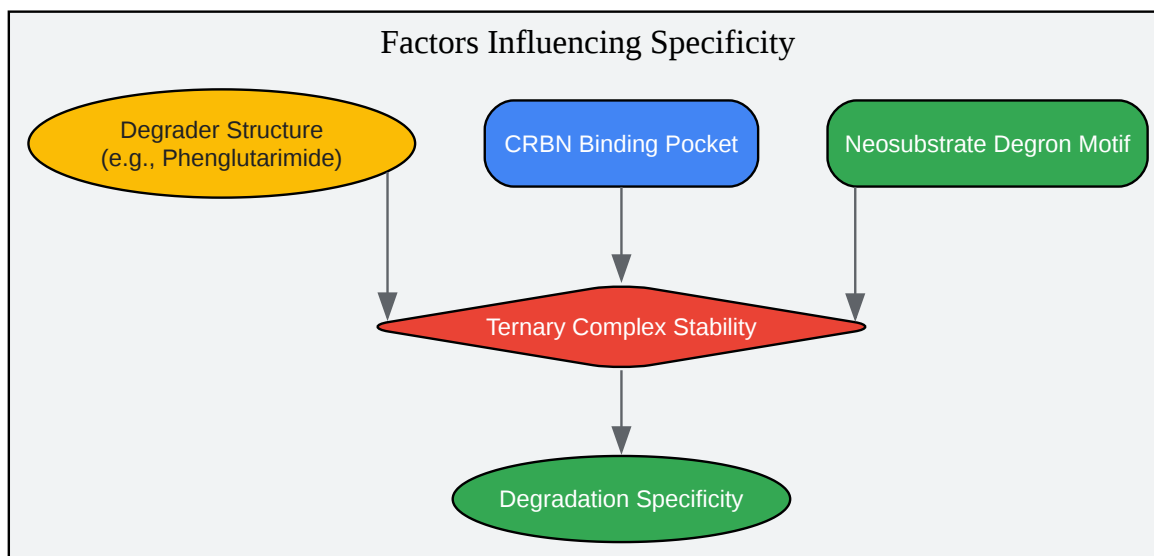 Factors Influencing Specificity
Degrader Structure
(e.g., Phenglutarimide)
CRBN Binding Pocket
Neosubstrate Degron Motif
Ternary Complex Stability
Degradation Specificity